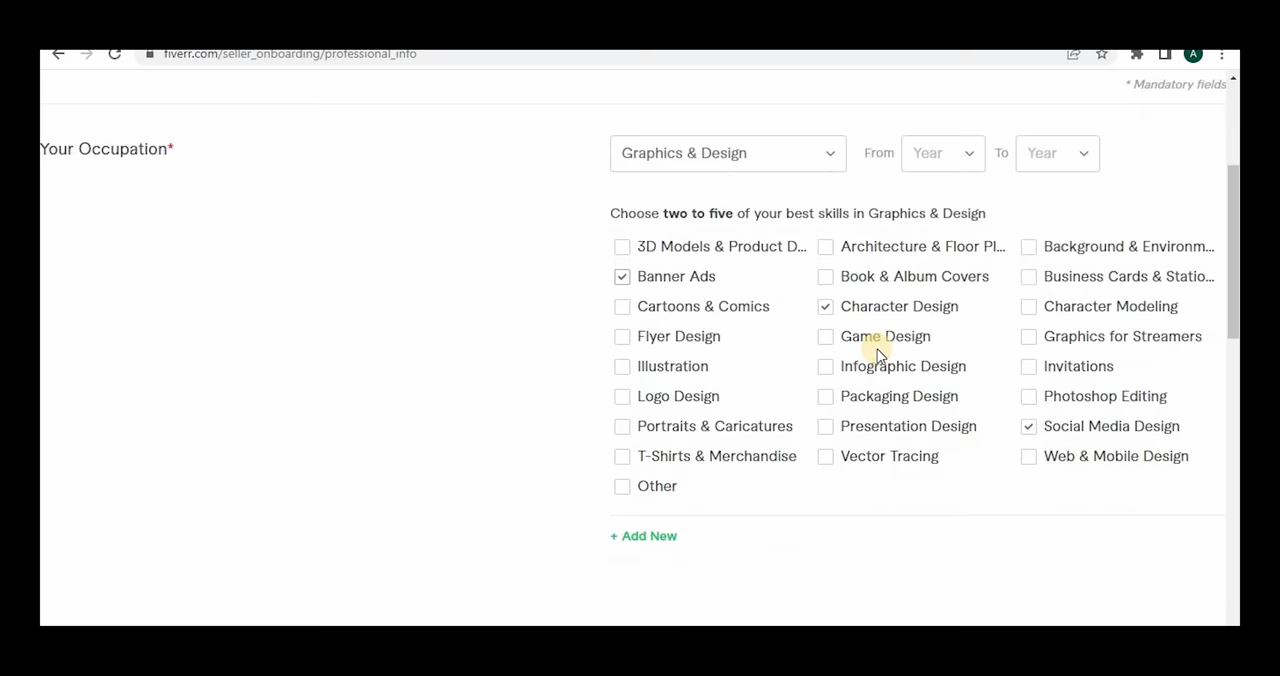 fiverr.com/seller_onboarding/professional_info
A
* Mandatory fields
Your Occupation*
Graphics & Design From Year To Year
Choose two to five of your best skills in Graphics & Design
3D Models & Product D... Architecture & Floor Pl... Background & Environm...
Banner Ads Book & Album Covers Business Cards & Statio...
Cartoons & Comics Character Design Character Modeling
Flyer Design Game Design Graphics for Streamers
Illustration Infographic Design Invitations
Logo Design Packaging Design Photoshop Editing
Portraits & Caricatures Presentation Design Social Media Design
T-Shirts & Merchandise Vector Tracing Web & Mobile Design
Other
+ Add New